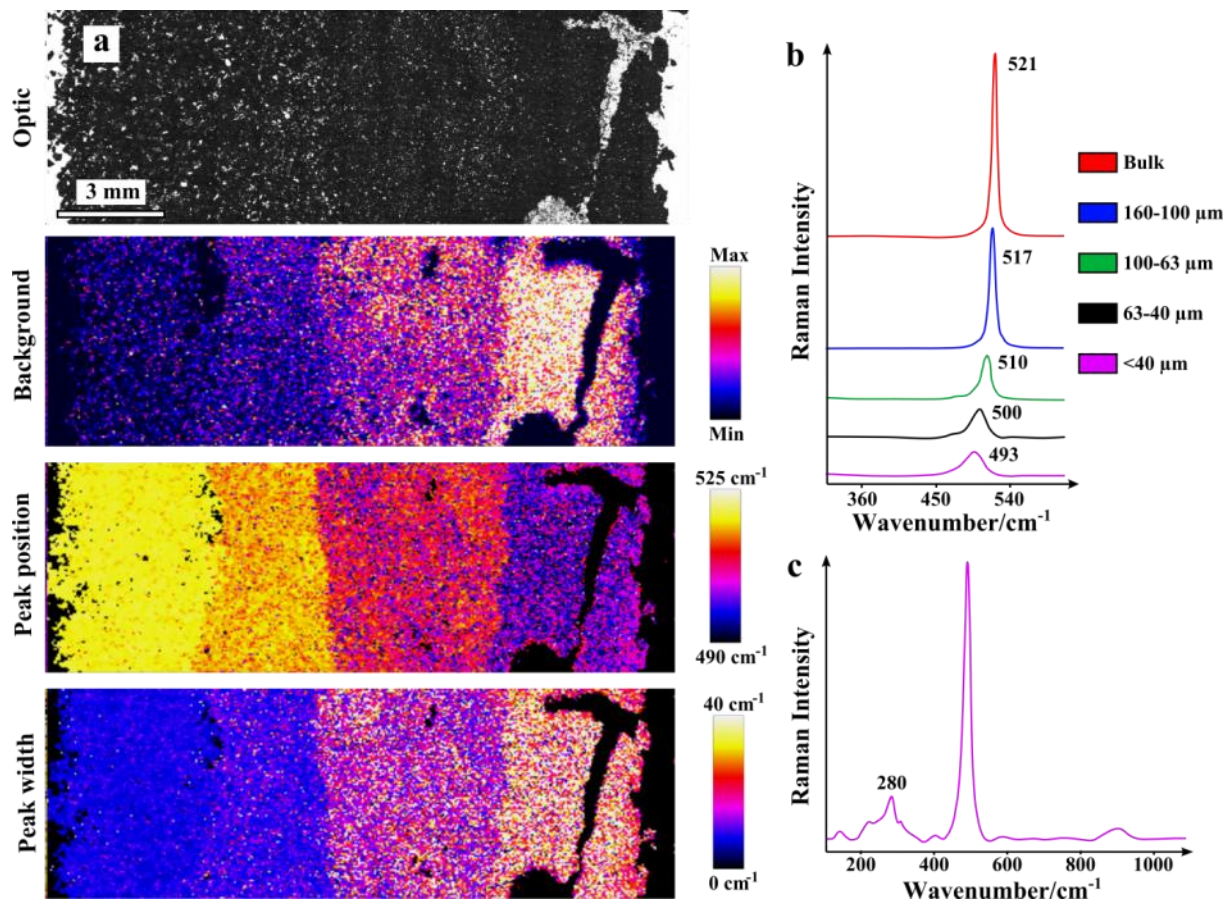 a
Optic
3 mm
Background
Max
Min
Peak position
525 cm⁻¹
490 cm⁻¹
Peak width
40 cm⁻¹
0 cm⁻¹
b
521
517
510
500
493
Raman Intensity
360 450 540
Wavenumber/cm⁻¹
Bulk
160-100 µm
100-63 µm
63-40 µm
<40 µm
c
280
Raman Intensity
200 400 600 800 1000
Wavenumber/cm⁻¹